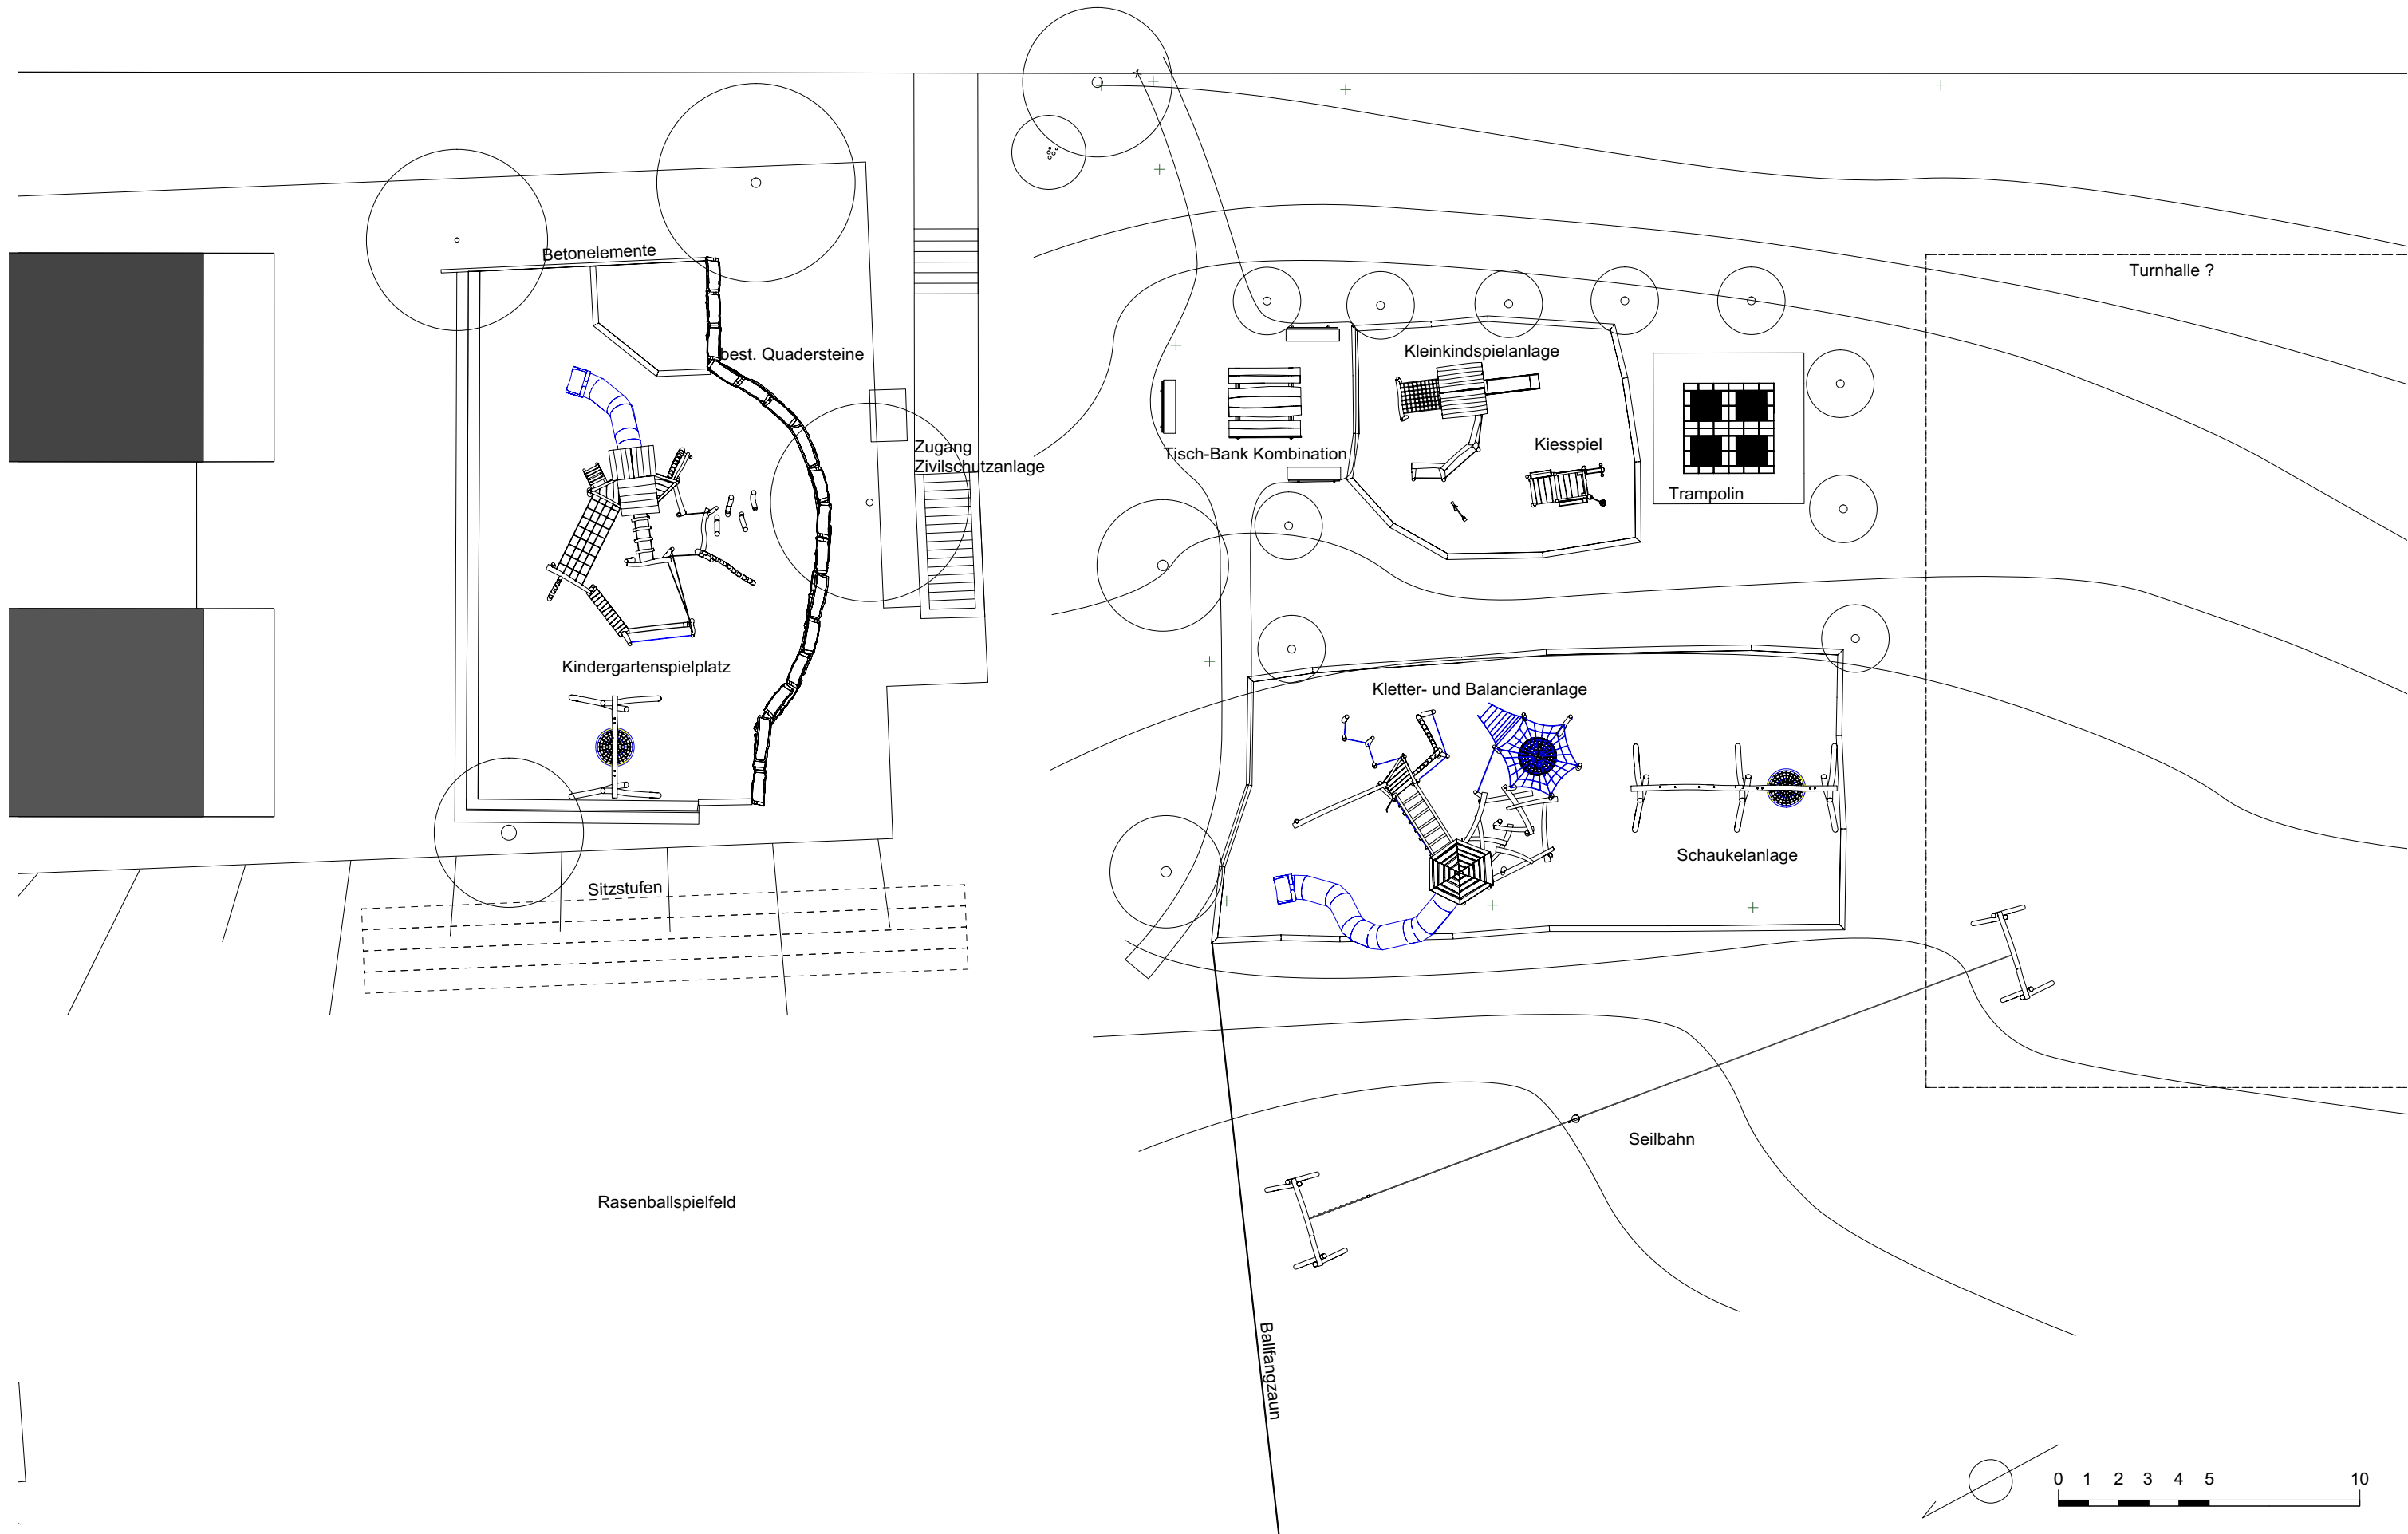 Betonelemente
Turnhalle ?
best. Quadersteine
Kleinkindspielanlage
Kiesspiel
Zugang
Zivilschutzanlage
Tisch-Bank Kombination
Trampolin
Kindergartenspielplatz
Kletter- und Balancieranlage
Schaukelanlage
Sitzstufen
Seilbahn
Rasenballspielfeld
Ballfangzaun
0 1 2 3 4 5 10